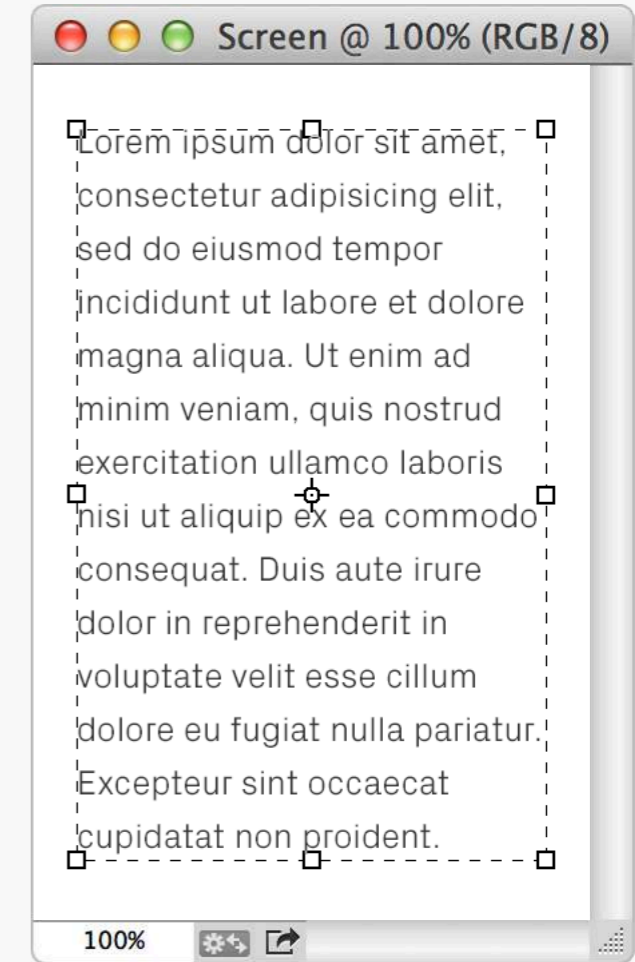 Screen @ 100% (RGB/8)
Lorem ipsum dolor sit amet,
consectetur adipisicing elit,
sed do eiusmod tempor
incididunt ut labore et dolore
magna aliqua. Ut enim ad
minim veniam, quis nostrud
exercitation ullamco laboris
nisi ut aliquip ex ea commodo
consequat. Duis aute irure
dolor in reprehenderit in
voluptate velit esse cillum
dolore eu fugiat nulla pariatur.
Excepteur sint occaecat
cupidatat non proident.
100%